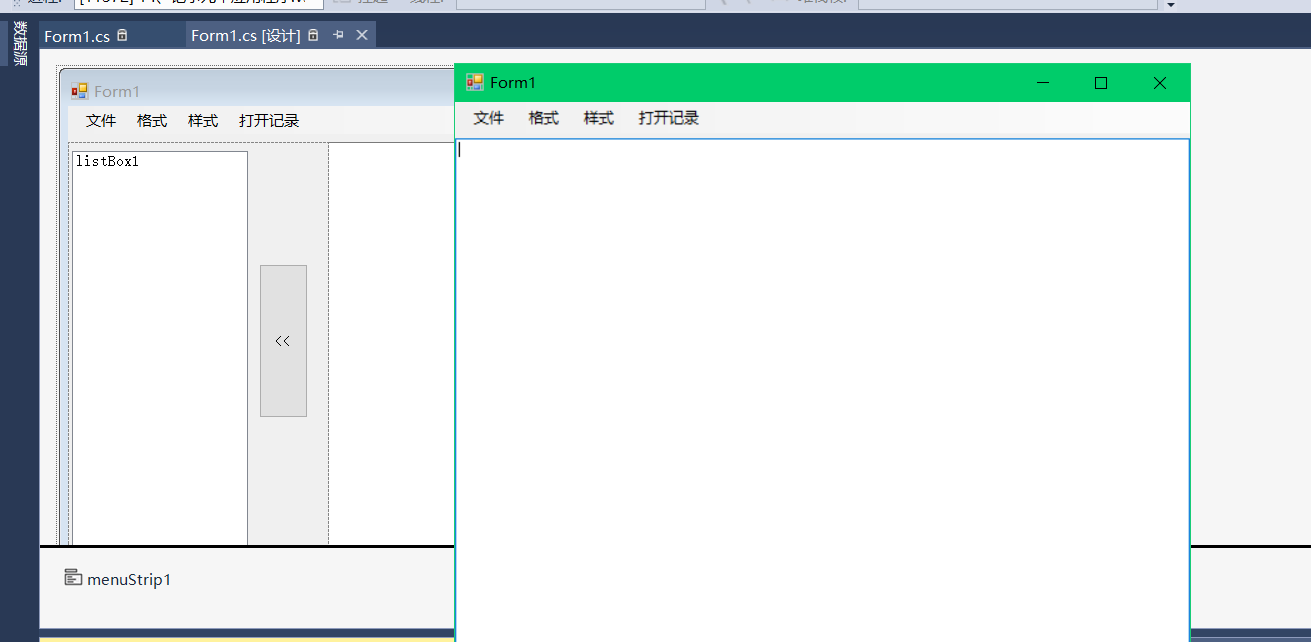 数据源
Form1.cs
Form1.cs [设计]
Form1
文件 格式 样式 打开记录
listBox1
<<
menuStrip1
Form1
文件 格式 样式 打开记录